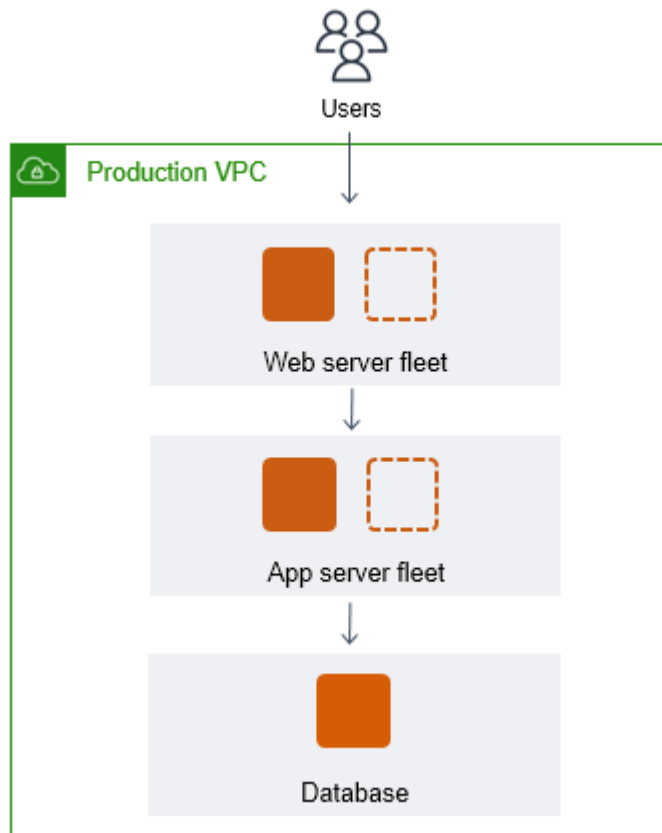 Users
Production VPC
Web server fleet
App server fleet
Database